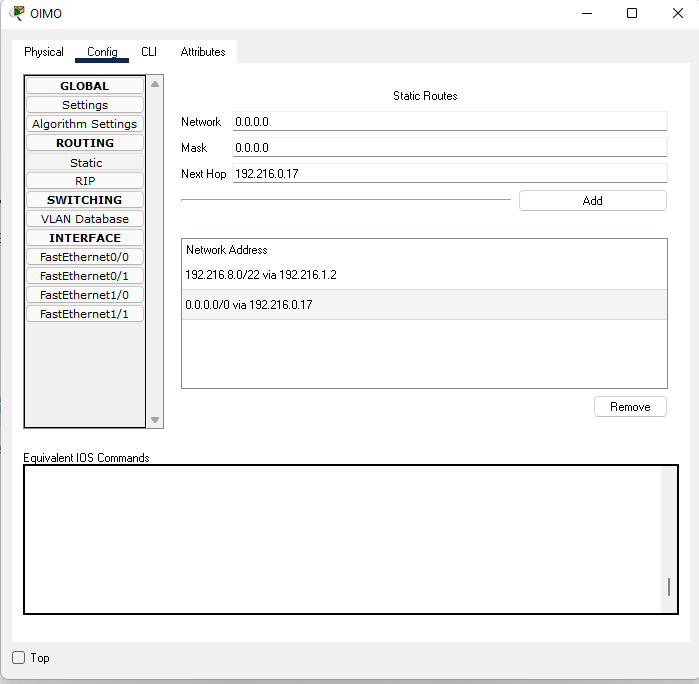 OIMO
Physical Config CLI Attributes
GLOBAL
Settings
Algorithm Settings
ROUTING
Static
RIP
SWITCHING
VLAN Database
INTERFACE
FastEthernet0/0
FastEthernet0/1
FastEthernet1/0
FastEthernet1/1
Static Routes
Network 0.0.0.0
Mask 0.0.0.0
Next Hop 192.216.0.17
Add
Network Address
192.216.8.0/22 via 192.216.1.2
0.0.0.0/0 via 192.216.0.17
Remove
Equivalent IOS Commands
Top